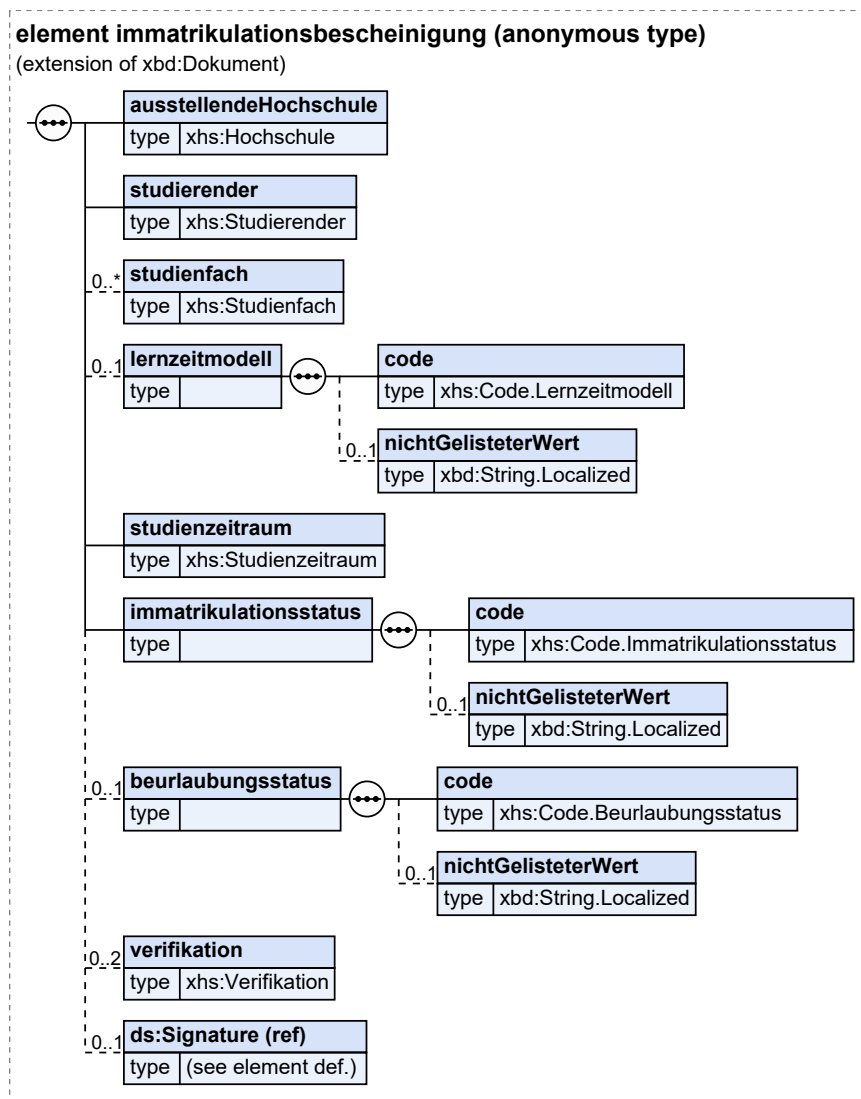 element immatrikulationsbescheinigung (anonymous type)
(extension of xbd:Dokument)
ausstellendeHochschule
type xhs:Hochschule
studierender
type xhs:Studierender
0..* studienfach
type xhs:Studienfach
0..1 lernzeitmodell
type
code
type xhs:Code.Lernzeitmodell
0..1 nichtGelisteterWert
type xbd:String.Localized
studienzeitraum
type xhs:Studienzeitraum
immatrikulationsstatus
type
code
type xhs:Code.Immatrikulationsstatus
0..1 nichtGelisteterWert
type xbd:String.Localized
0..1 beurlaubungsstatus
type
code
type xhs:Code.Beurlaubungsstatus
0..1 nichtGelisteterWert
type xbd:String.Localized
0..2 verifikation
type xhs:Verifikation
0..1 ds:Signature (ref)
type (see element def.)